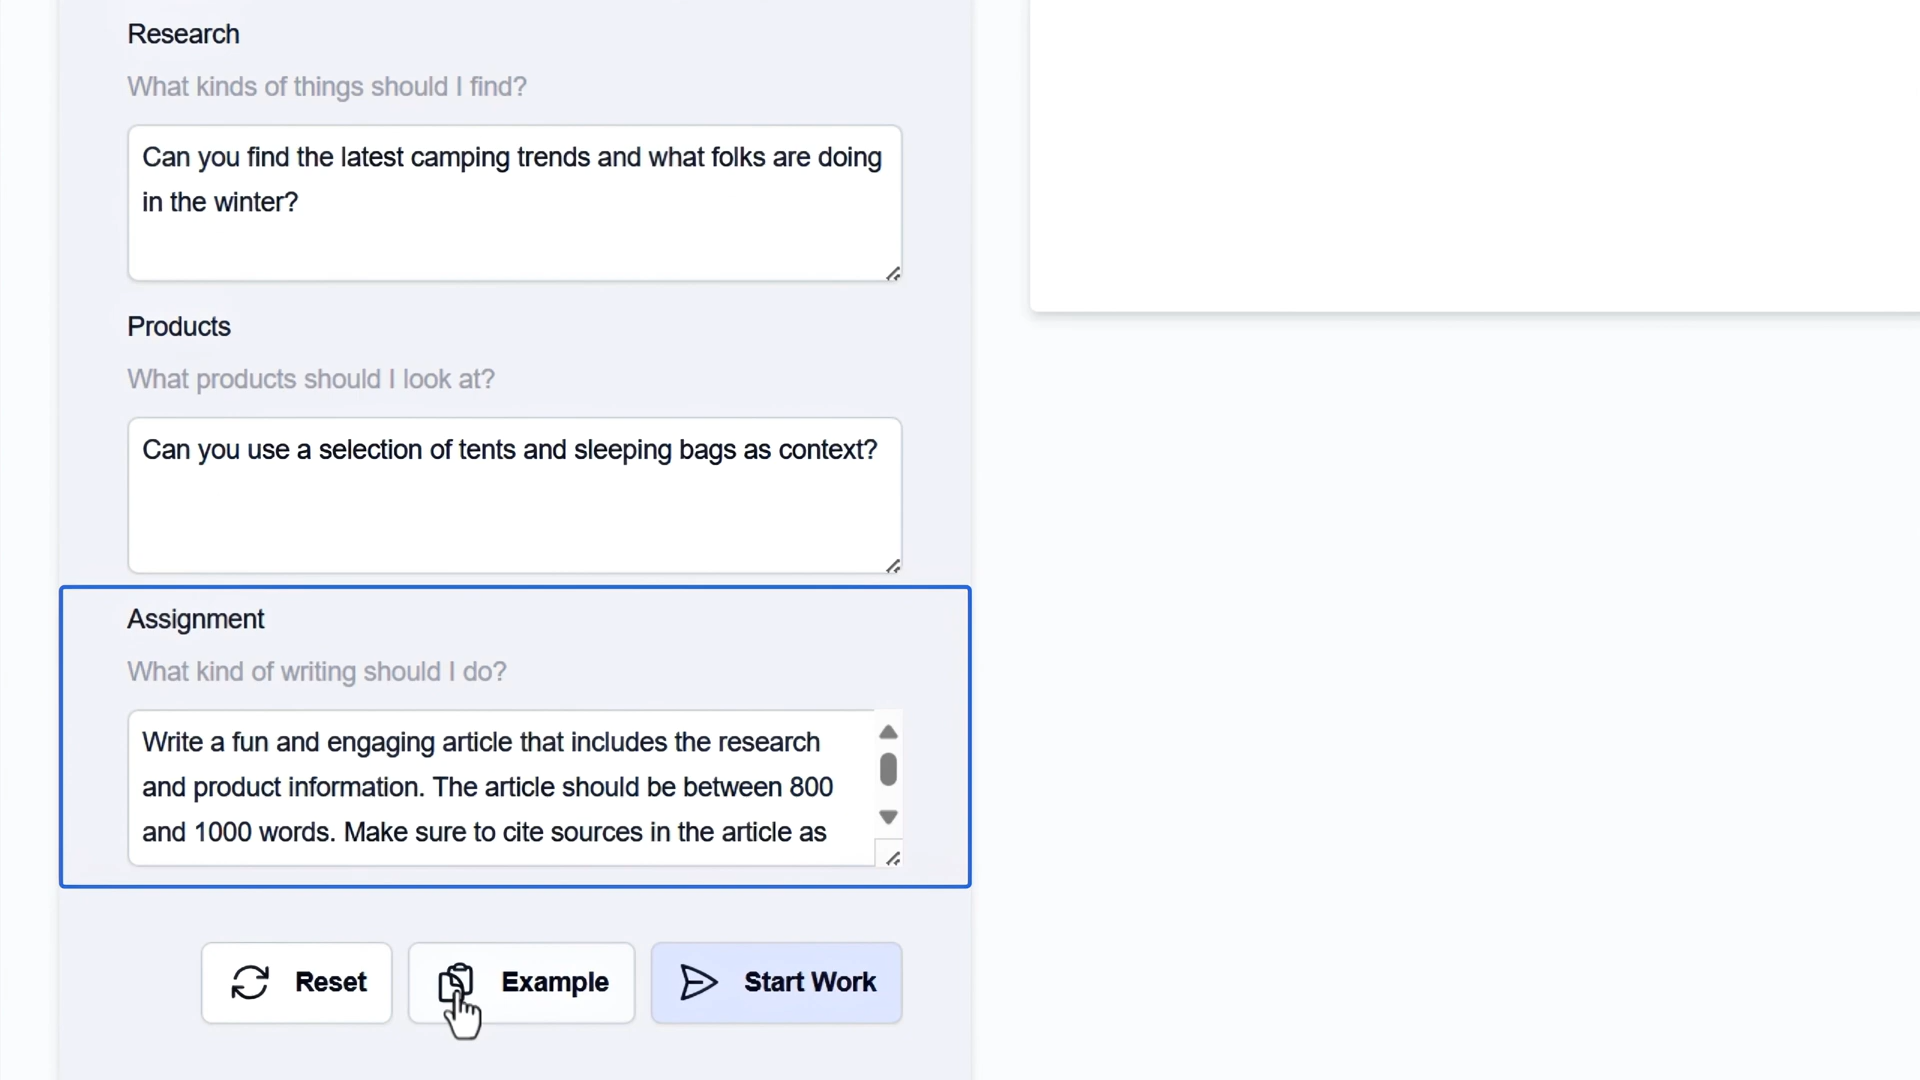 Research
What kinds of things should I find?
Can you find the latest camping trends and what folks are doing
in the winter?
Products
What products should I look at?
Can you use a selection of tents and sleeping bags as context?
Assignment
What kind of writing should I do?
Write a fun and engaging article that includes the research
and product information. The article should be between 800
and 1000 words. Make sure to cite sources in the article as
Reset
Example
Start Work